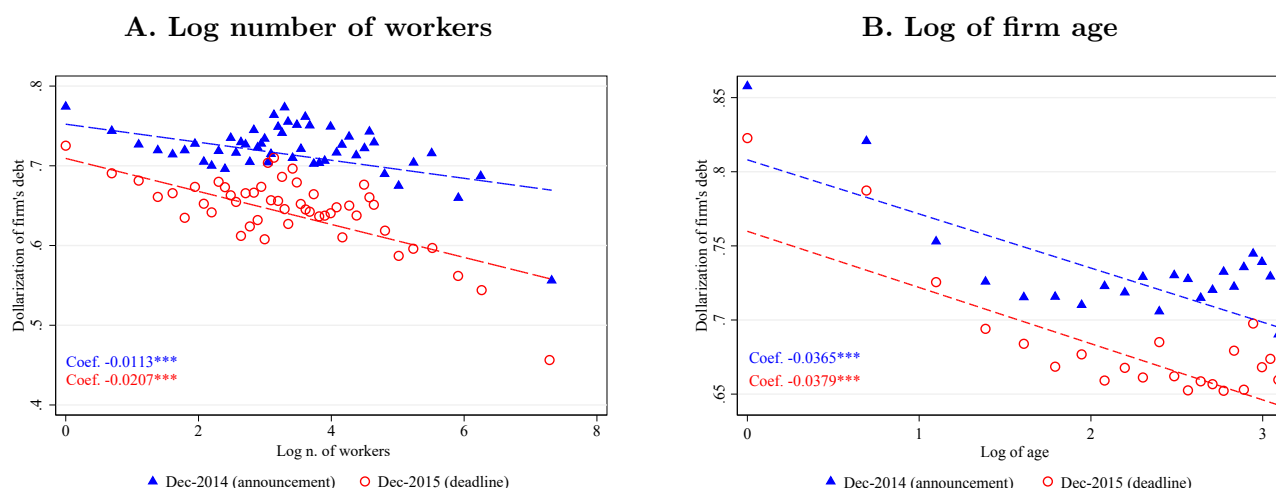 A. Log number of workers
Dollarization of firm's debt
.8
.7
.6
.5
.4
Coef. -0.0113***
Coef. -0.0207***
0
2
4
6
8
Log n. of workers
Dec-2014 (announcement)
Dec-2015 (deadline)
B. Log of firm age
Dollarization of firm's debt
.85
.8
.75
.7
.65
Coef. -0.0365***
Coef. -0.0379***
0
1
2
3
Log of age
Dec-2014 (announcement)
Dec-2015 (deadline)